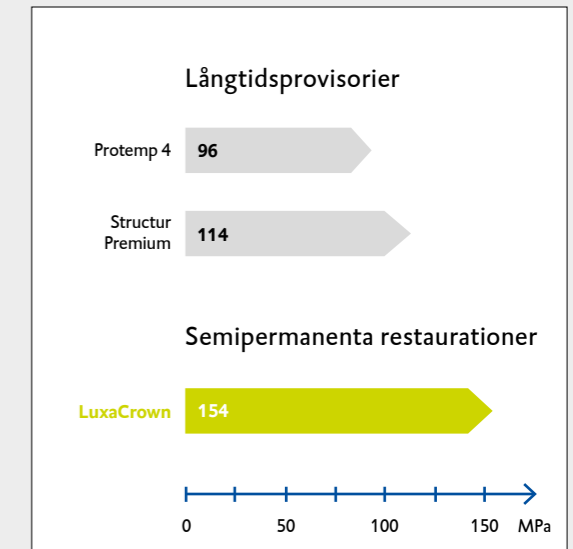 Långtidsprovisorier
Protemp 4 96
Structur
Premium
114
Semipermanenta restaurationer
LuxaCrown 154
0 50 100 150 MPa